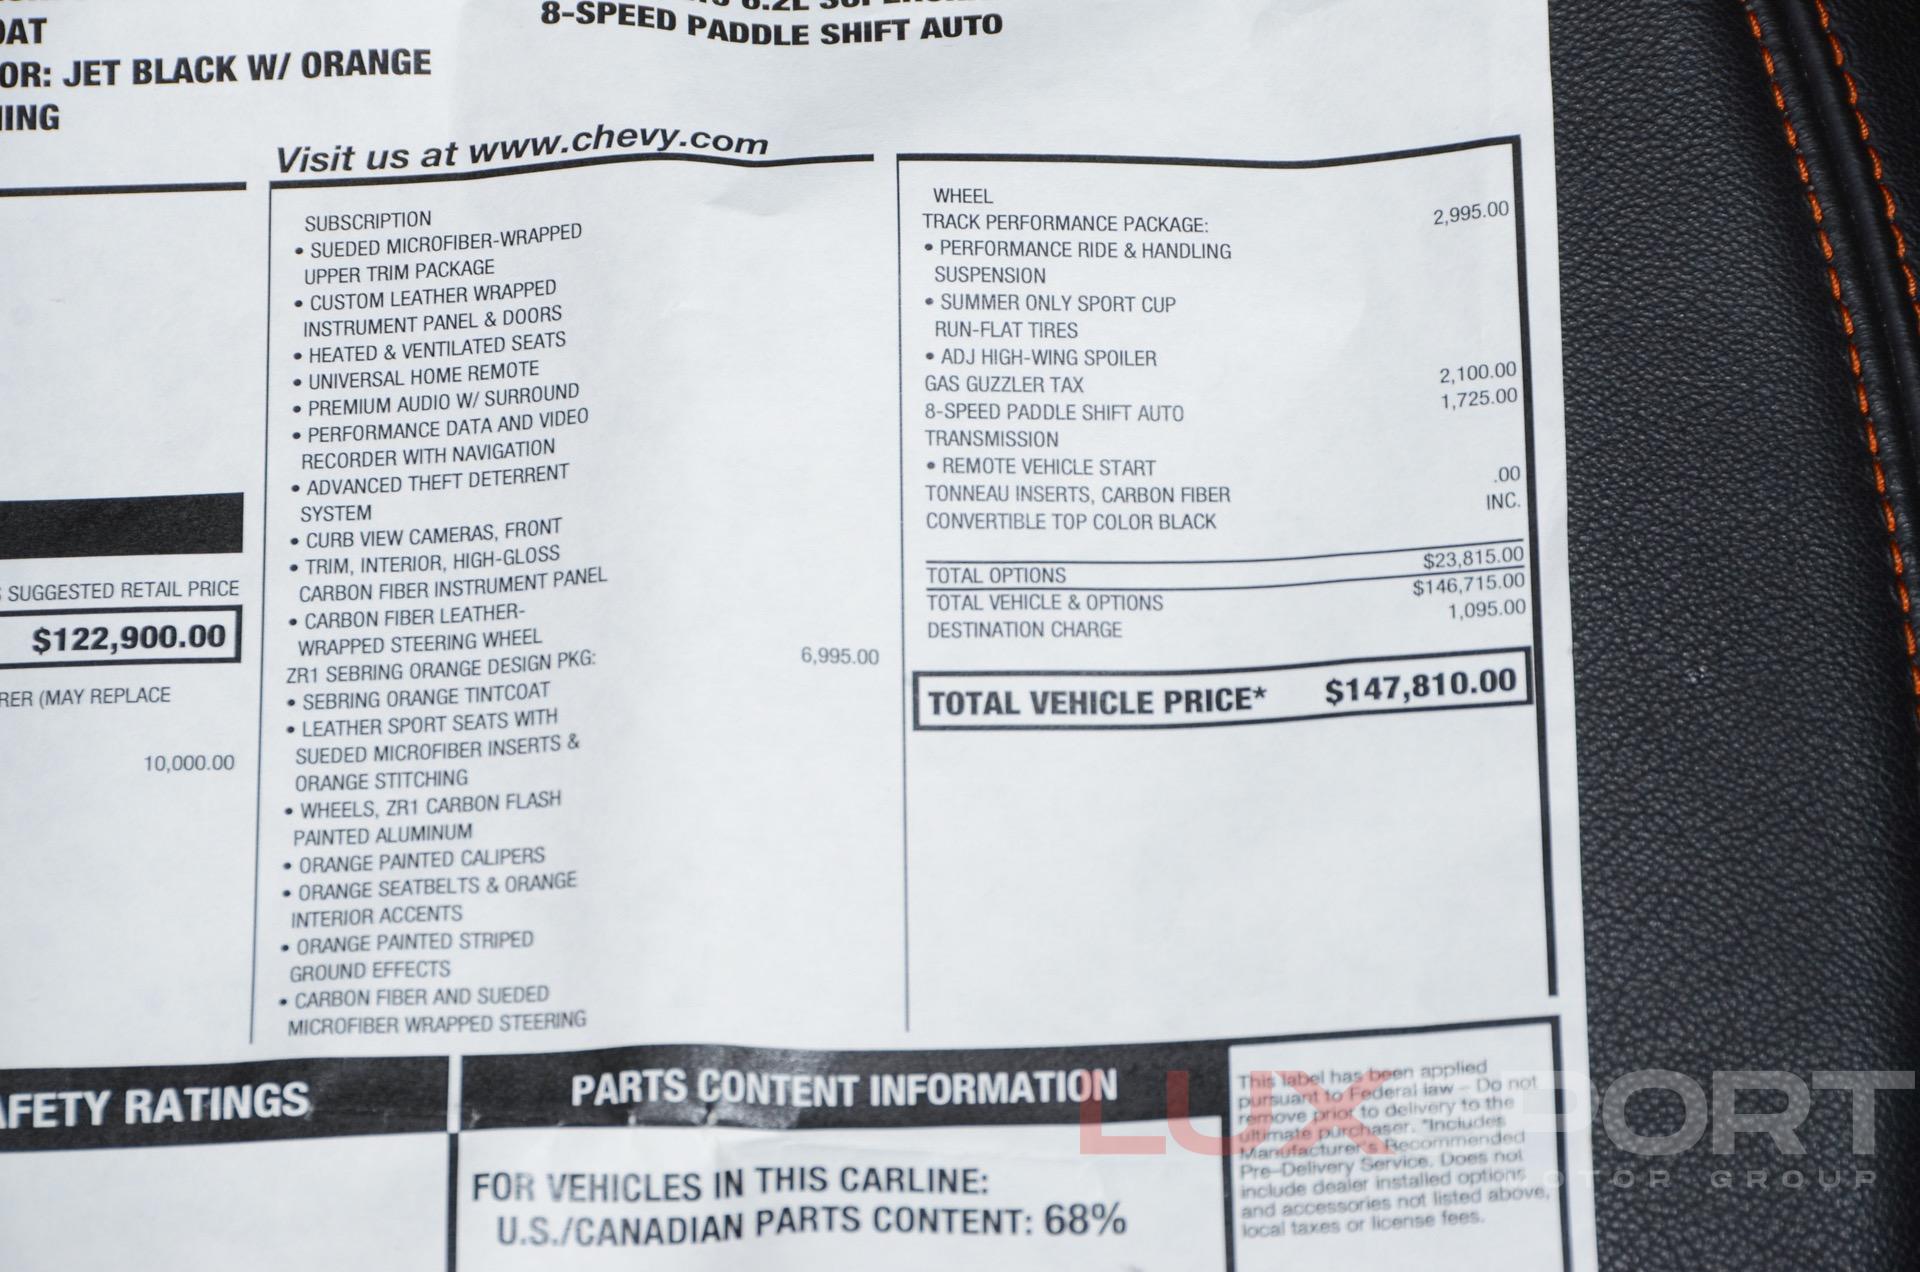 8-SPEED PADDLE SHIFT AUTO
JET BLACK W/ ORANGE
Visit us at www.chevy.com
SUGGESTED RETAIL PRICE
$122,900.00
(MAY REPLACE
10,000.00
SUBSCRIPTION
• SUEDED MICROFIBER-WRAPPED
UPPER TRIM PACKAGE
• CUSTOM LEATHER WRAPPED
INSTRUMENT PANEL & DOORS
• HEATED & VENTILATED SEATS
• UNIVERSAL HOME REMOTE
• PREMIUM AUDIO W/ SURROUND
• PERFORMANCE DATA AND VIDEO
RECORDER WITH NAVIGATION
• ADVANCED THEFT DETERRENT
SYSTEM
• CURB VIEW CAMERAS, FRONT
• TRIM, INTERIOR, HIGH-GLOSS
CARBON FIBER INSTRUMENT PANEL
• CARBON FIBER LEATHER-
WRAPPED STEERING WHEEL
ZR1 SEBRING ORANGE DESIGN PKG: 6,995.00
• SEBRING ORANGE TINTCOAT
• LEATHER SPORT SEATS WITH
SUEDED MICROFIBER INSERTS &
ORANGE STITCHING
• WHEELS, ZR1 CARBON FLASH
PAINTED ALUMINUM
• ORANGE PAINTED CALIPERS
• ORANGE SEATBELTS & ORANGE
INTERIOR ACCENTS
• ORANGE PAINTED STRIPED
GROUND EFFECTS
• CARBON FIBER AND SUEDED
MICROFIBER WRAPPED STEERING
WHEEL
TRACK PERFORMANCE PACKAGE: 2,995.00
• PERFORMANCE RIDE & HANDLING
SUSPENSION
• SUMMER ONLY SPORT CUP
RUN-FLAT TIRES
• ADJ HIGH-WING SPOILER
GAS GUZZLER TAX 2,100.00
8-SPEED PADDLE SHIFT AUTO 1,725.00
TRANSMISSION
• REMOTE VEHICLE START
TONNEAU INSERTS, CARBON FIBER .00
CONVERTIBLE TOP COLOR BLACK INC.
TOTAL OPTIONS $23,815.00
TOTAL VEHICLE & OPTIONS $146,715.00
DESTINATION CHARGE 1,095.00
TOTAL VEHICLE PRICE* $147,810.00
RATINGS
PARTS CONTENT INFORMATION
FOR VEHICLES IN THIS CARLINE:
U.S./CANADIAN PARTS CONTENT: 68%
This label has been applied
pursuant to Federal law – Do not
remove prior to delivery to the
ultimate purchaser. *Includes
Manufacturer's Recommended
Pre-Delivery Service. Does not
include dealer installed options
and accessories not listed above,
local taxes or license fees.
LUX PORT
GROUP